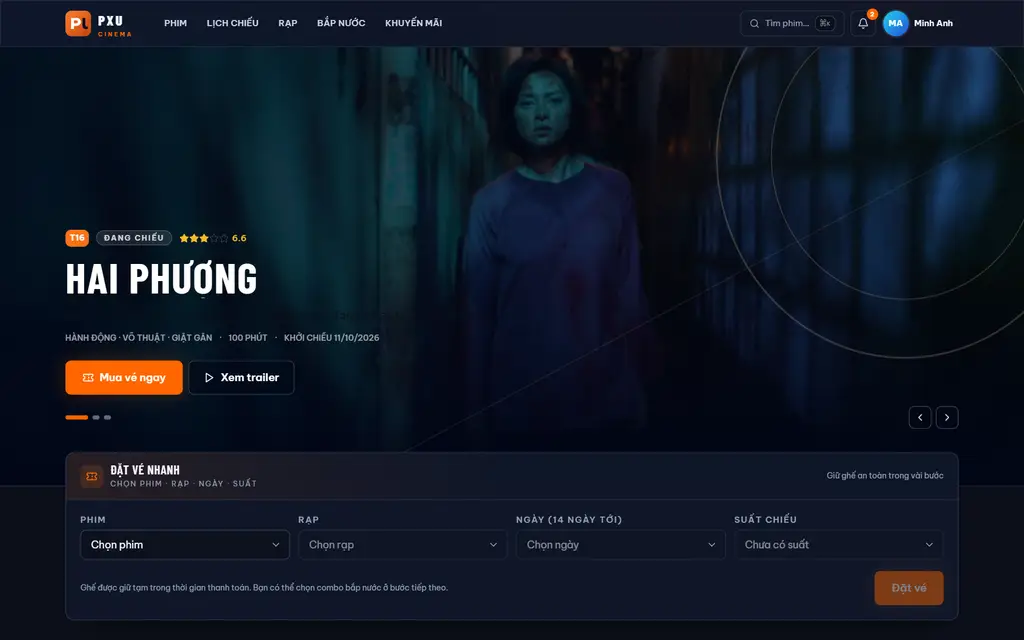 PXU
CINEMA
PHIM
LỊCH CHIẾU
RẠP
BẮP NƯỚC
KHUYẾN MÃI
Tìm phim...
⌘K
2
MA
Minh Anh
T16
ĐANG CHIẾU
6.6
HAI PHƯỢNG
HÀNH ĐỘNG · VÕ THUẬT · GIẬT GÂN · 100 PHÚT · KHỞI CHIẾU 11/10/2026
Mua vé ngay
Xem trailer
ĐẶT VÉ NHANH
CHỌN PHIM · RẠP · NGÀY · SUẤT
Giữ ghế an toàn trong vài bước
PHIM
RẠP
NGÀY (14 NGÀY TỚI)
SUẤT CHIẾU
Chọn phim
Chọn rạp
Chọn ngày
Chưa có suất
Ghế được giữ tạm trong thời gian thanh toán. Bạn có thể chọn combo bắp nước ở bước tiếp theo.
Đặt vé